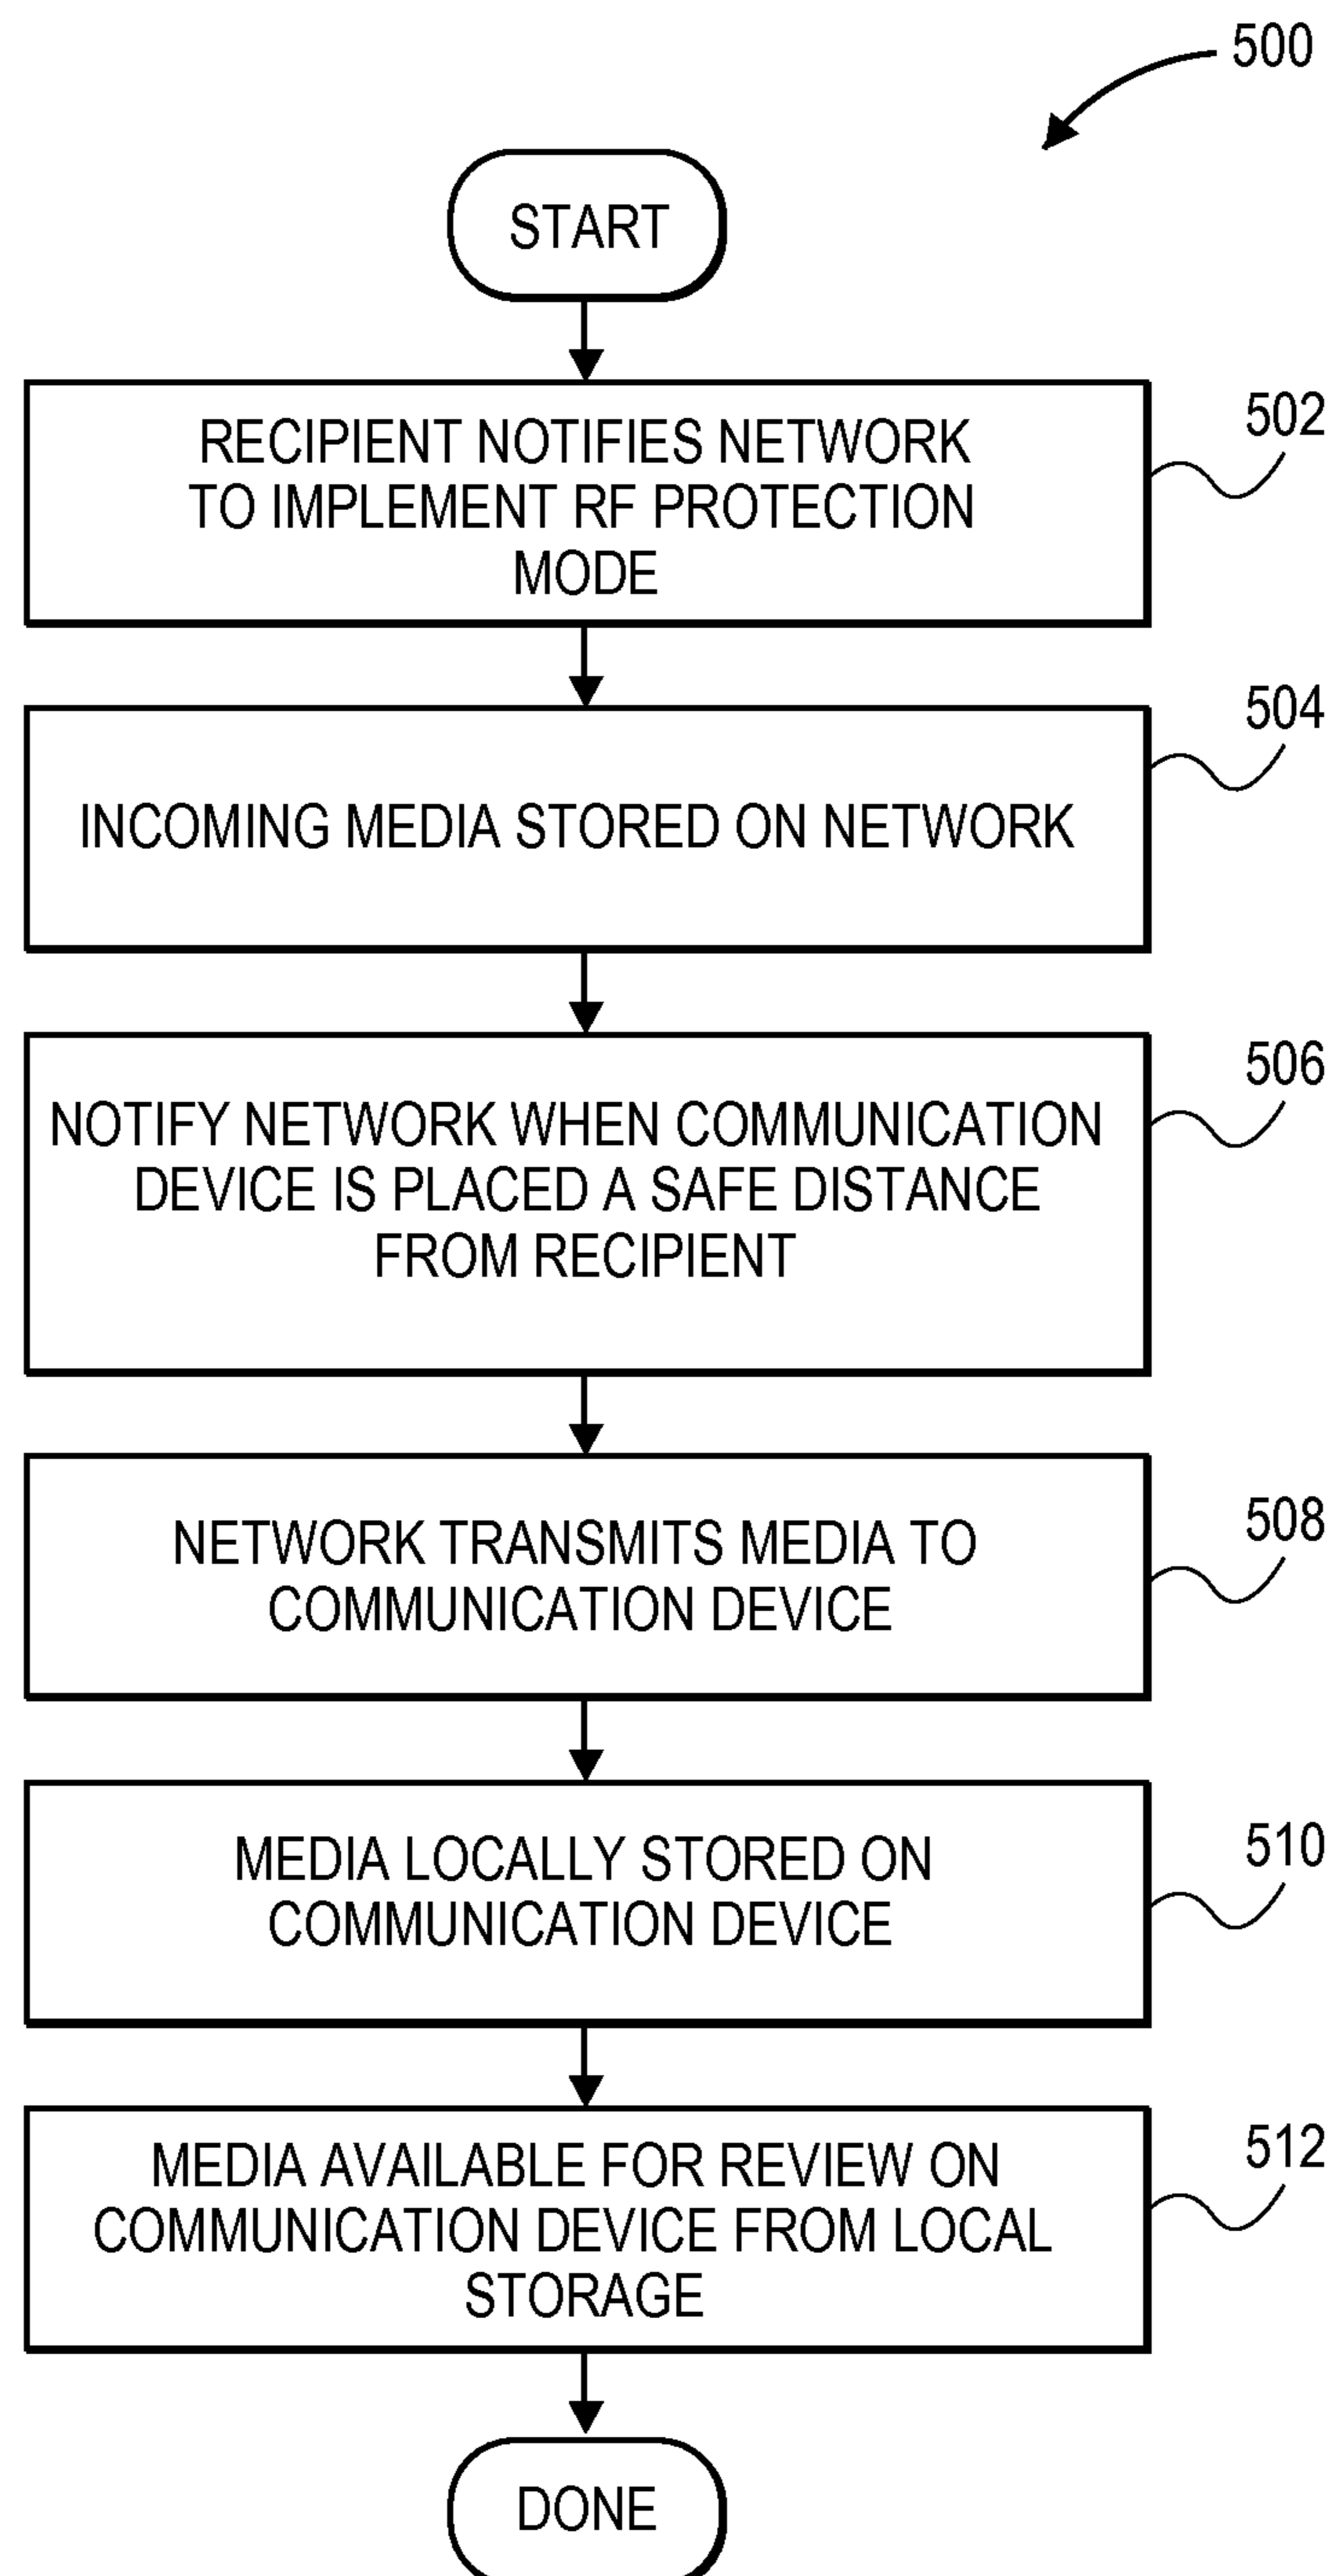 500
START
RECIPIENT NOTIFIES NETWORK
TO IMPLEMENT RF PROTECTION
MODE
502
INCOMING MEDIA STORED ON NETWORK
504
NOTIFY NETWORK WHEN COMMUNICATION
DEVICE IS PLACED A SAFE DISTANCE
FROM RECIPIENT
506
NETWORK TRANSMITS MEDIA TO
COMMUNICATION DEVICE
508
MEDIA LOCALLY STORED ON
COMMUNICATION DEVICE
510
MEDIA AVAILABLE FOR REVIEW ON
COMMUNICATION DEVICE FROM LOCAL
STORAGE
512
DONE